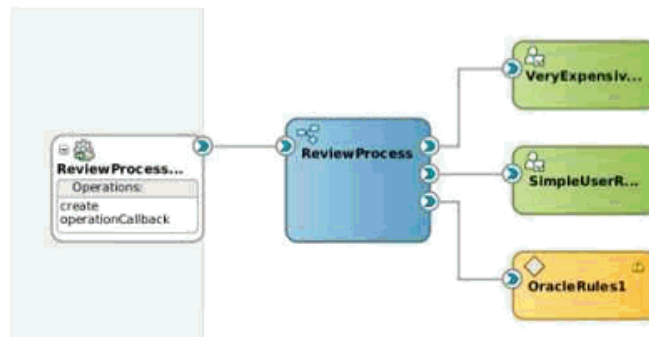 VeryExpensiv...
ReviewProcess...
Operations:
create
operationCallback
ReviewProcess
SimpleUserR...
OracleRules1